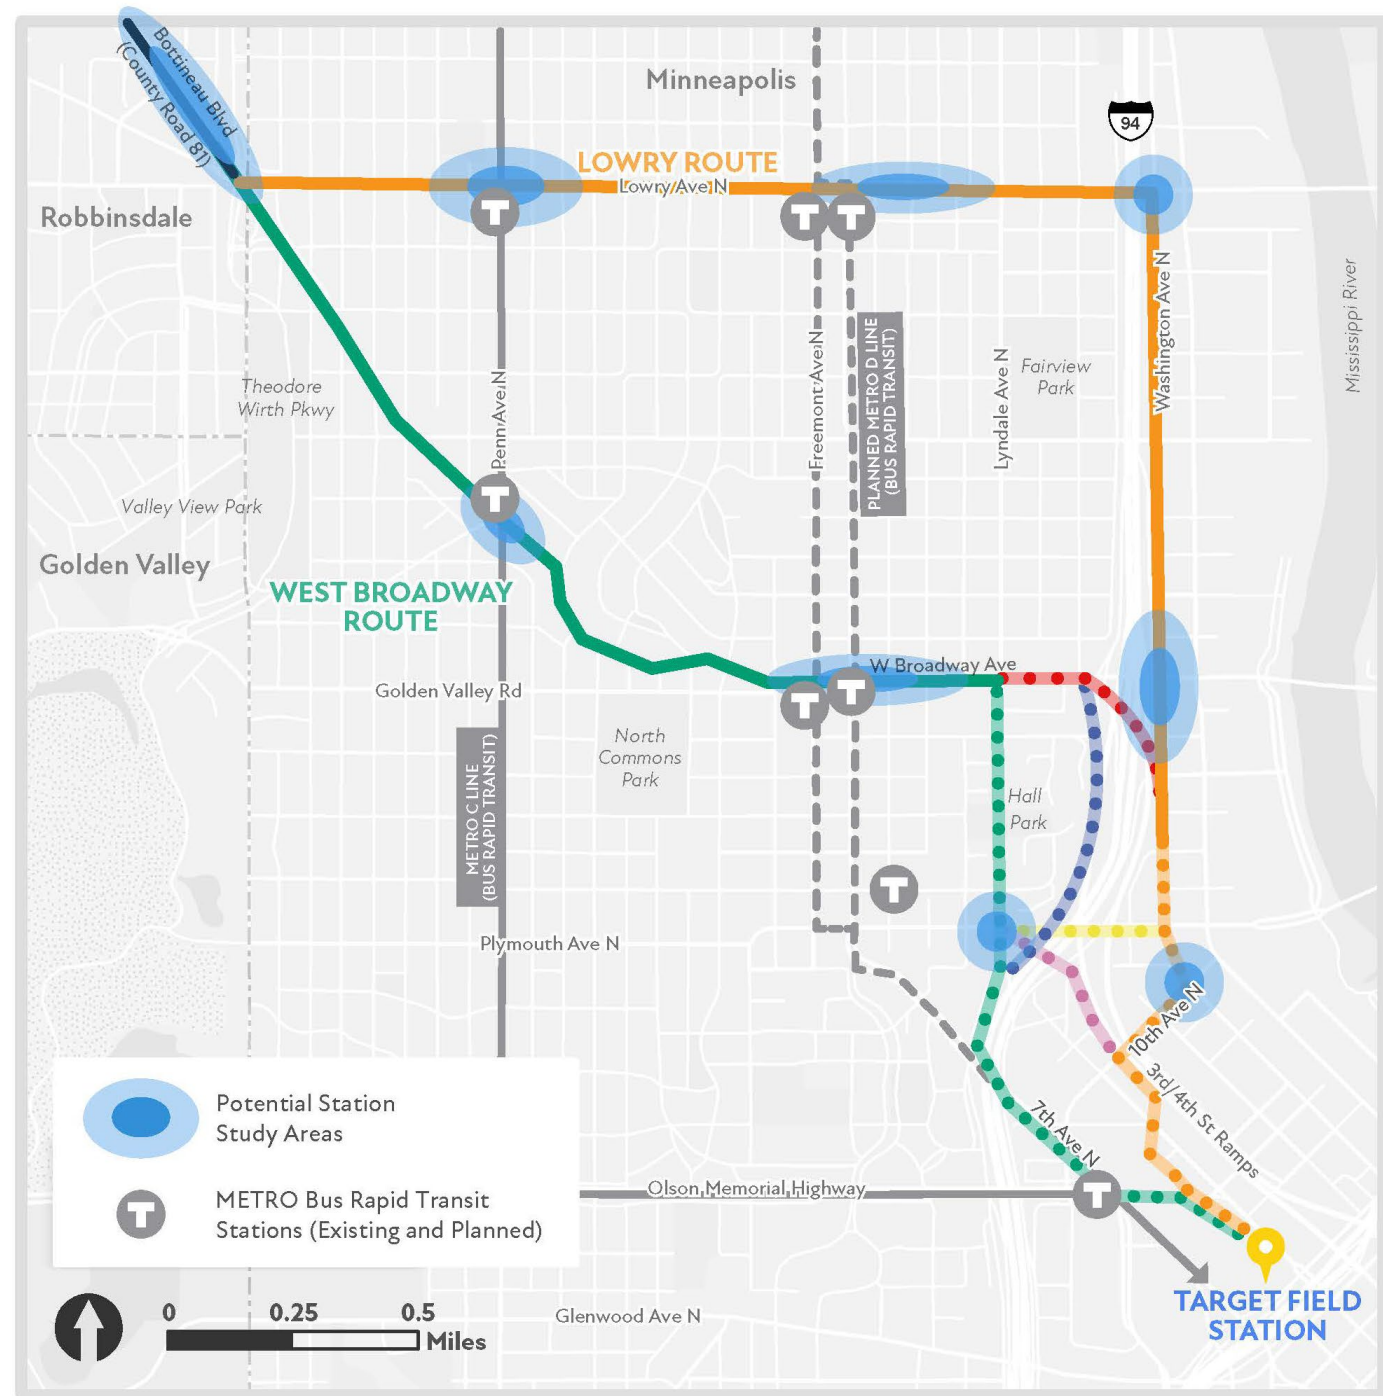 Bottineau Blvd
(County Road 81)
Minneapolis
94
LOWRY ROUTE
Lowry Ave N
Robbinsdale
T
T
T
Washington Ave N
Mississippi River
Theodore
Wirth Pkwy
Penn Ave N
Freemont Ave N
PLANNED METRO D LINE
(BUS RAPID TRANSIT)
Lyndale Ave N
Fairview
Park
Valley View Park
T
Golden Valley
WEST BROADWAY
ROUTE
W Broadway Ave
Golden Valley Rd
T
T
North
Commons
Park
METRO C LINE
(BUS RAPID TRANSIT)
Hall
Park
T
Plymouth Ave N
10th Ave N
3rd/4th St Ramps
7th Ave N
Potential Station
Study Areas
Olson Memorial Highway
T
T
METRO Bus Rapid Transit
Stations (Existing and Planned)
TARGET FIELD
STATION
0 0.25 0.5
Miles
Glenwood Ave N